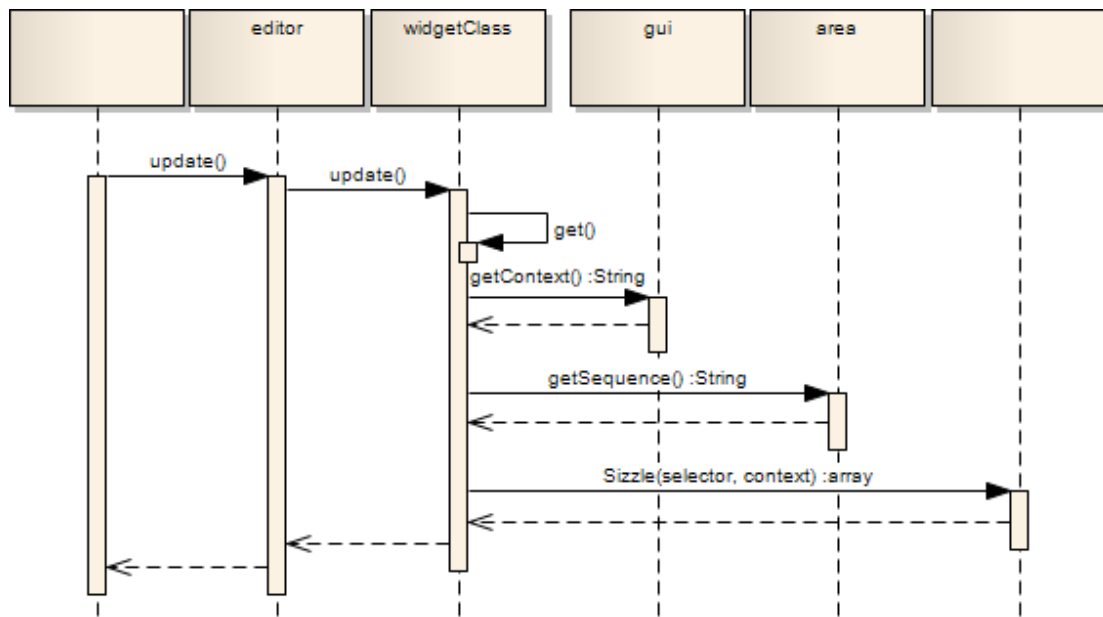 editor
widgetClass
gui
area
update()
update()
get()
getContext() :String
getSequence() :String
Sizzle(selector, context) :array